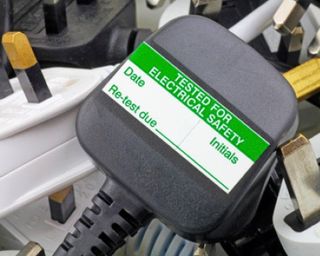 TESTED FOR
ELECTRICAL SAFETY
Date
Initials
Re-test due